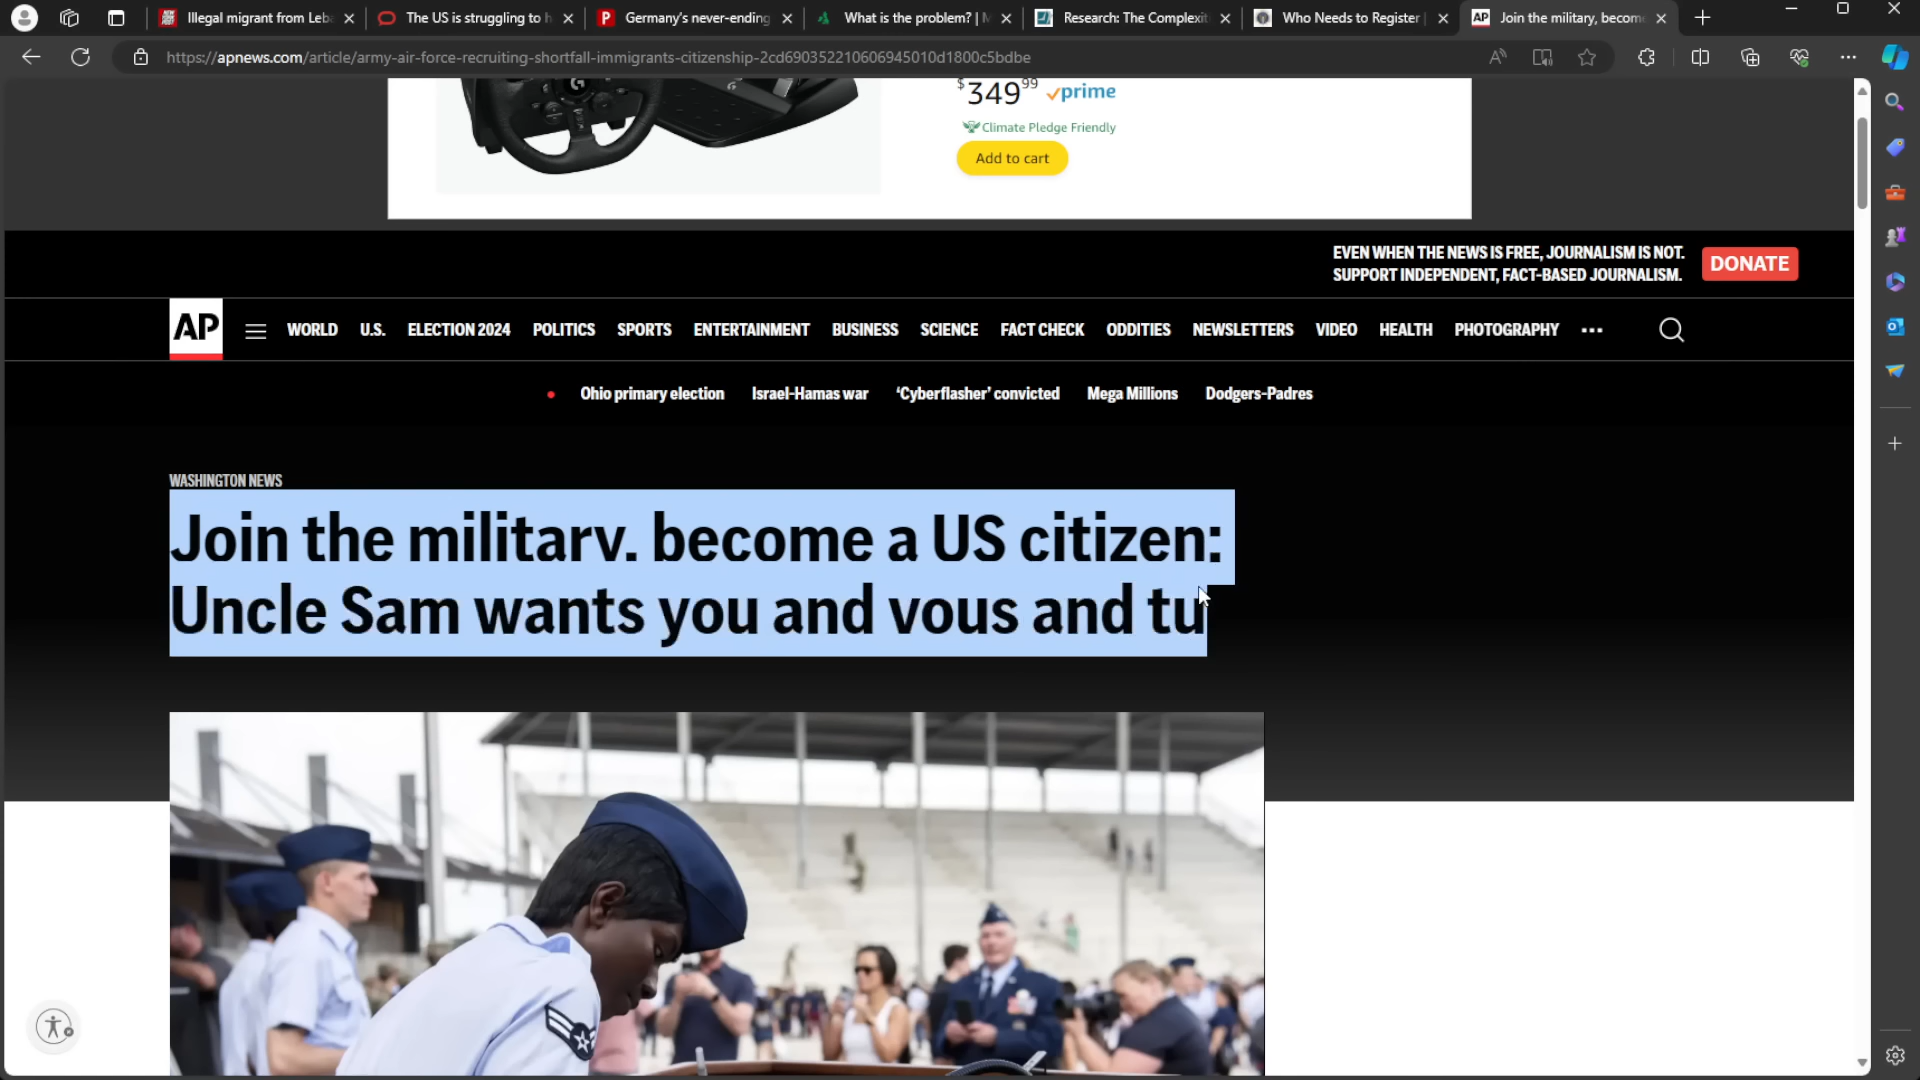 Illegal migrant from Leb
The US is struggling to h
Germany's never-ending
What is the problem? | M
Research: The Complexit
Who Needs to Register |
AP Join the military, becom
https://apnews.com/article/army-air-force-recruiting-shortfall-immigrants-citizenship-2cd690352210606945010d1800c5bdbe
$349.99 prime
Climate Pledge Friendly
Add to cart
EVEN WHEN THE NEWS IS FREE, JOURNALISM IS NOT.
SUPPORT INDEPENDENT, FACT-BASED JOURNALISM.
DONATE
AP WORLD U.S. ELECTION 2024 POLITICS SPORTS ENTERTAINMENT BUSINESS SCIENCE FACT CHECK ODDITIES NEWSLETTERS VIDEO HEALTH PHOTOGRAPHY ...
Ohio primary election Israel-Hamas war ‘Cyberflasher’ convicted Mega Millions Dodgers-Padres
WASHINGTON NEWS
Join the military, become a US citizen:
Uncle Sam wants you and vous and tu